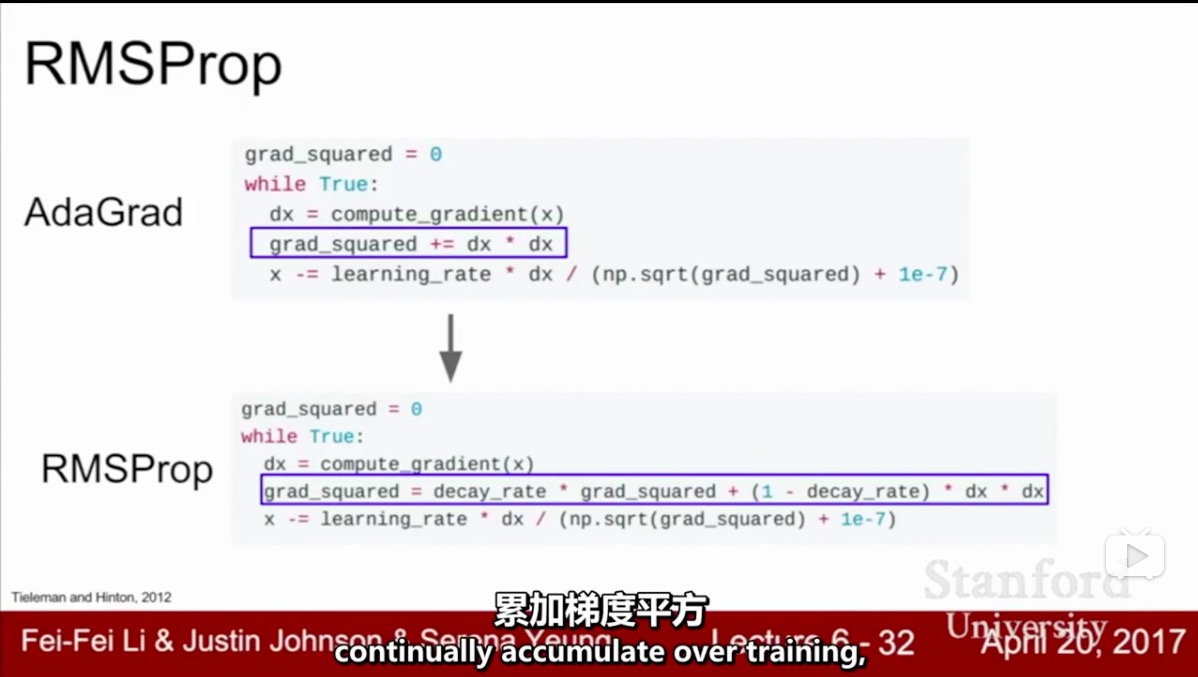 RMSProp
AdaGrad
grad_squared = 0
while True:
dx = compute_gradient(x)
grad_squared += dx * dx
x -= learning_rate * dx / (np.sqrt(grad_squared) + 1e-7)
RMSProp
grad_squared = 0
while True:
dx = compute_gradient(x)
grad_squared = decay_rate * grad_squared + (1 - decay_rate) * dx * dx
x -= learning_rate * dx / (np.sqrt(grad_squared) + 1e-7)
Tieleman and Hinton, 2012
Stanford
University
累加梯度平方
Fei-Fei Li & Justin Johnson & Serena Yeung
Lecture 6 - 32
April 20, 2017
continually accumulate over training,